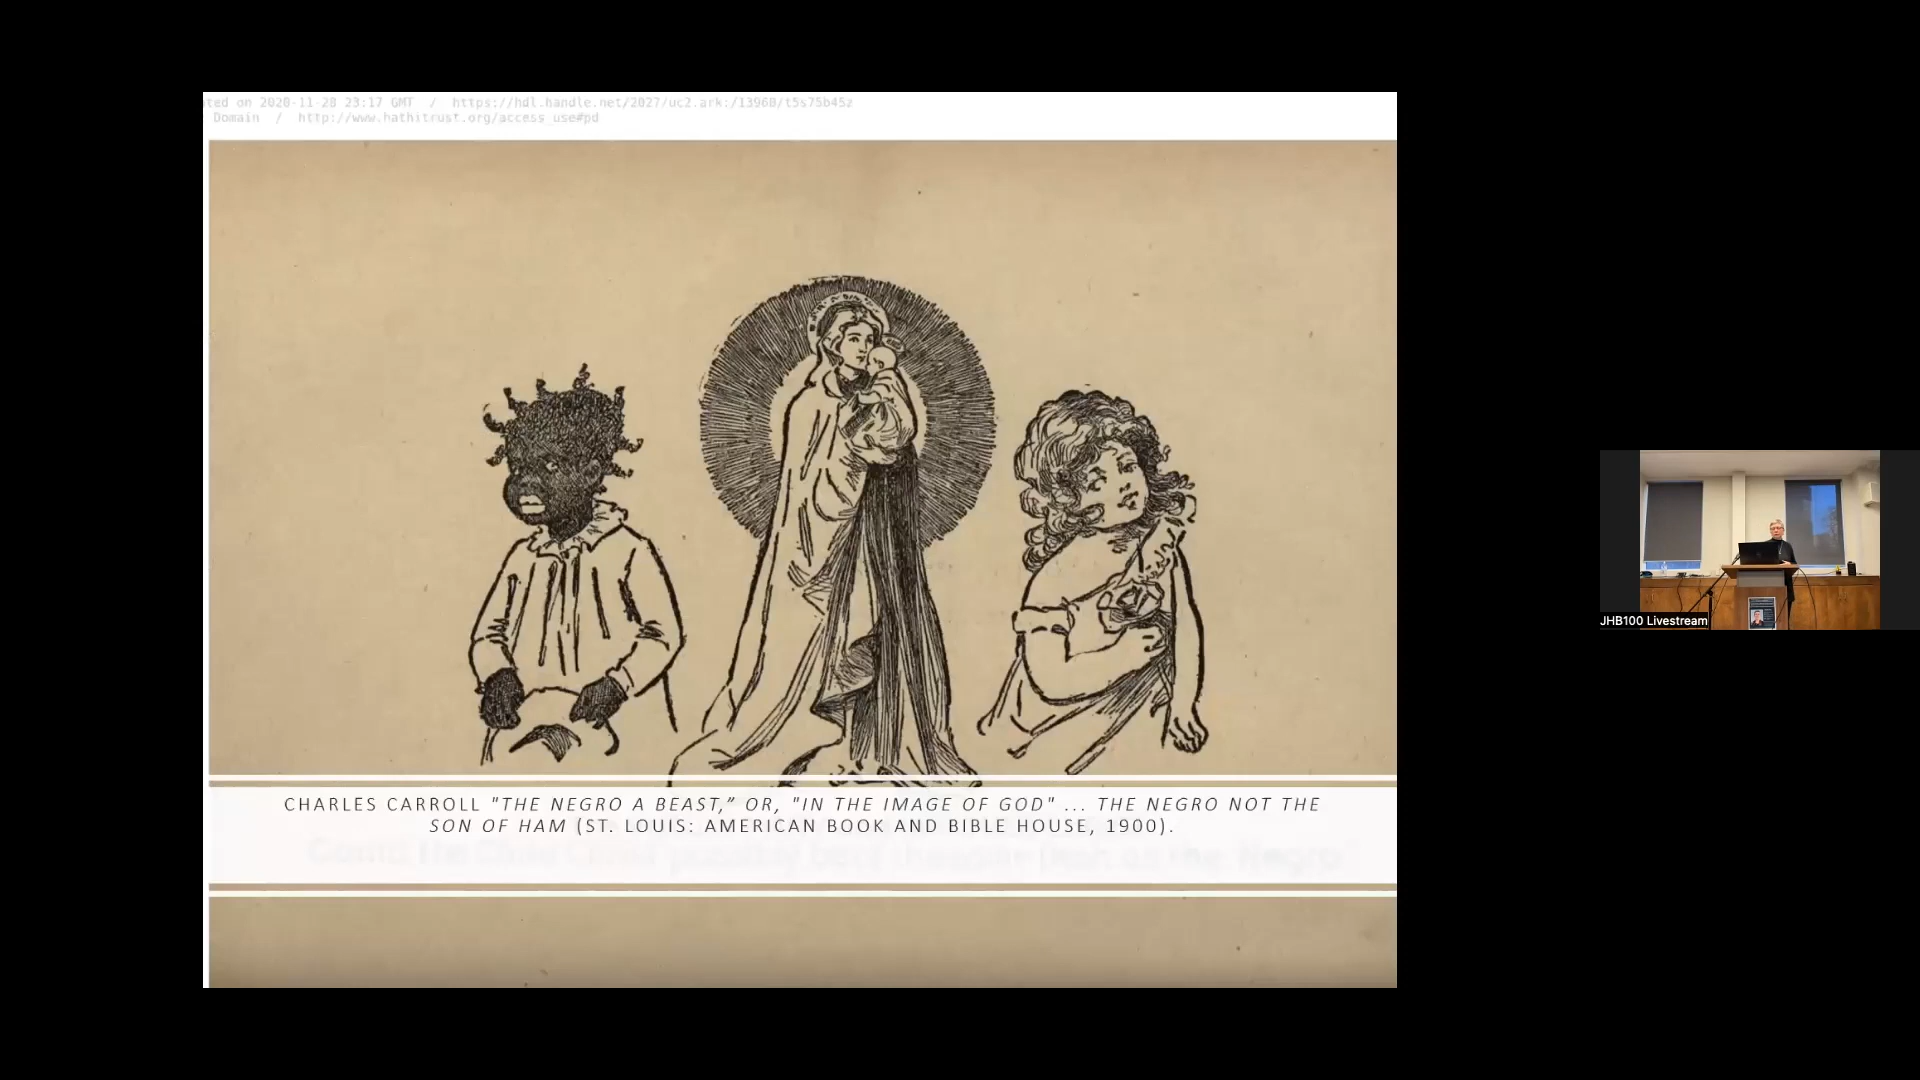 ted on 2020-11-28 23:17 GMT / https://hdl.handle.net/2027/uc2.ark:/13960/t5s75b45z
Domain / http://www.hathitrust.org/access_use#pd
CHARLES CARROLL "THE NEGRO A BEAST,” OR, "IN THE IMAGE OF GOD" ... THE NEGRO NOT THE
SON OF HAM (ST. LOUIS: AMERICAN BOOK AND BIBLE HOUSE, 1900).
the Negro
JHB100 Livestream